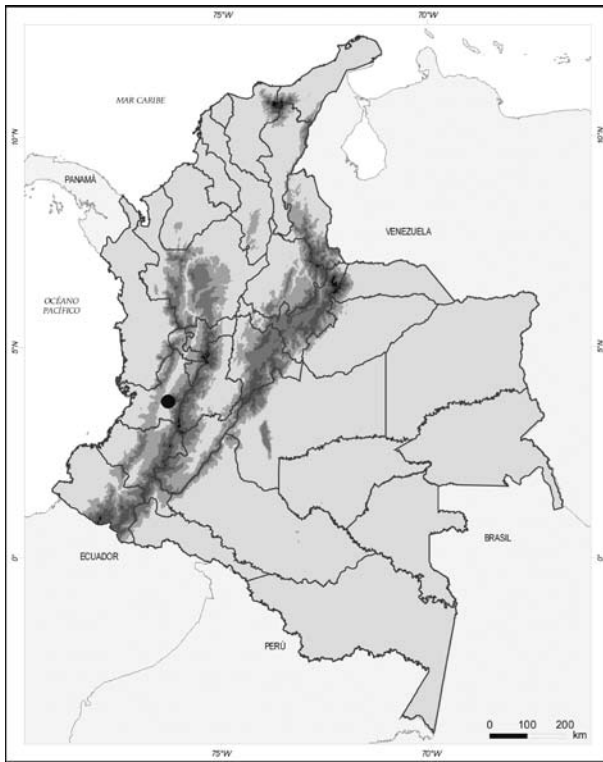 75°W 70°W
MAR CARIBE
10°N 10°N
PANAMÁ
VENEZUELA
OCÉANO
PACÍFICO
5°N 5°N
0° 0°
ECUADOR
BRASIL
PERÚ
0 100 200
km
75°W 70°W